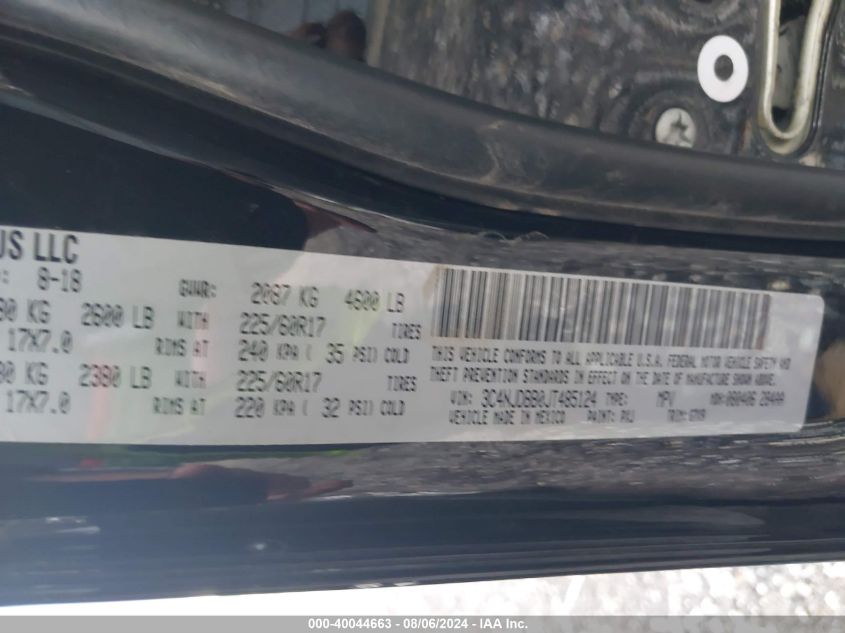 US LLC
: 8-18
GVWR: 2087 KG 4600 LB
80 KG 2600 LB WITH 225/60R17 TIRES
17X7.0 RIMS AT 240 KPA ( 35 PSI) COLD
80 KG 2380 LB WITH 225/60R17 TIRES
17X7.0 RIMS AT 220 KPA ( 32 PSI) COLD
THIS VEHICLE CONFORMS TO ALL APPLICABLE U.S.A. FEDERAL MOTOR VEHICLE SAFETY AND
THEFT PREVENTION STANDARDS IN EFFECT ON THE DATE OF MANUFACTURE SHOWN ABOVE.
VIN: 3C4NJDBB0JT485124 TYPE: MPV MDH:
VEHICLE MADE IN MEXICO PAINT: PXJ TRIM:
000-40044663 - 08/06/2024 - IAA Inc.